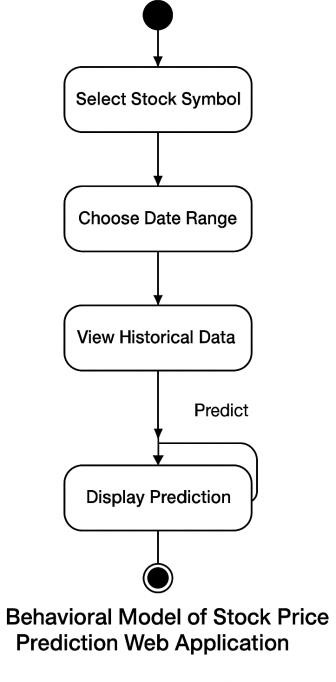 Select Stock Symbol
Choose Date Range
View Historical Data
Predict
Display Prediction
Behavioral Model of Stock Price
Prediction Web Application